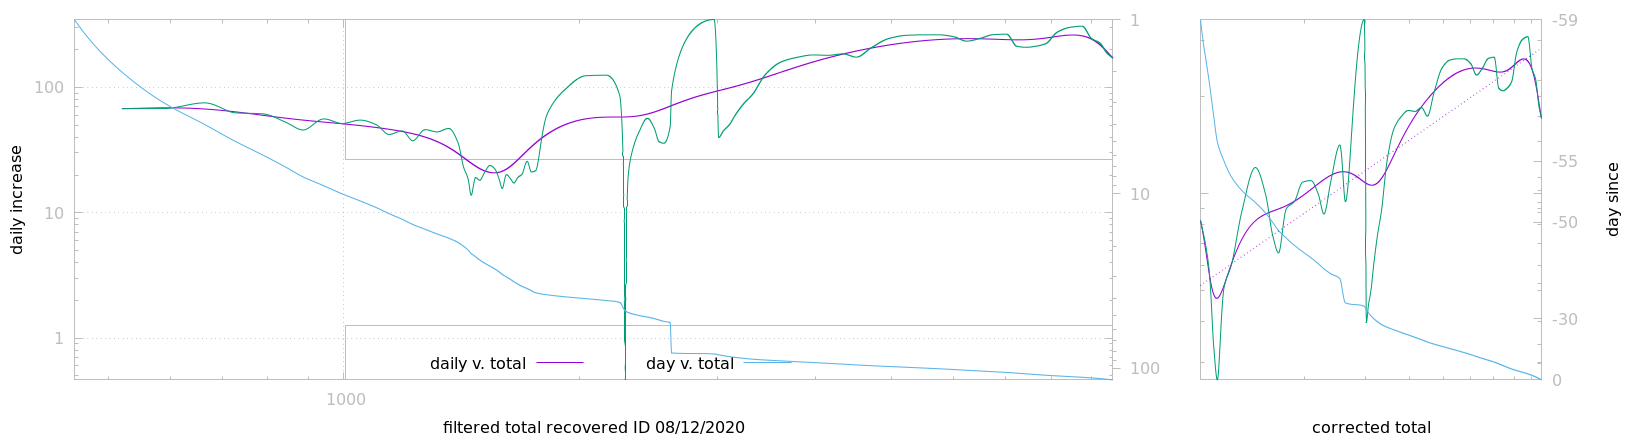 daily increase
100
10
1
1000
daily v. total
day v. total
1
10
100
filtered total recovered ID 08/12/2020
-59
-55
-50
-30
0
day since
corrected total